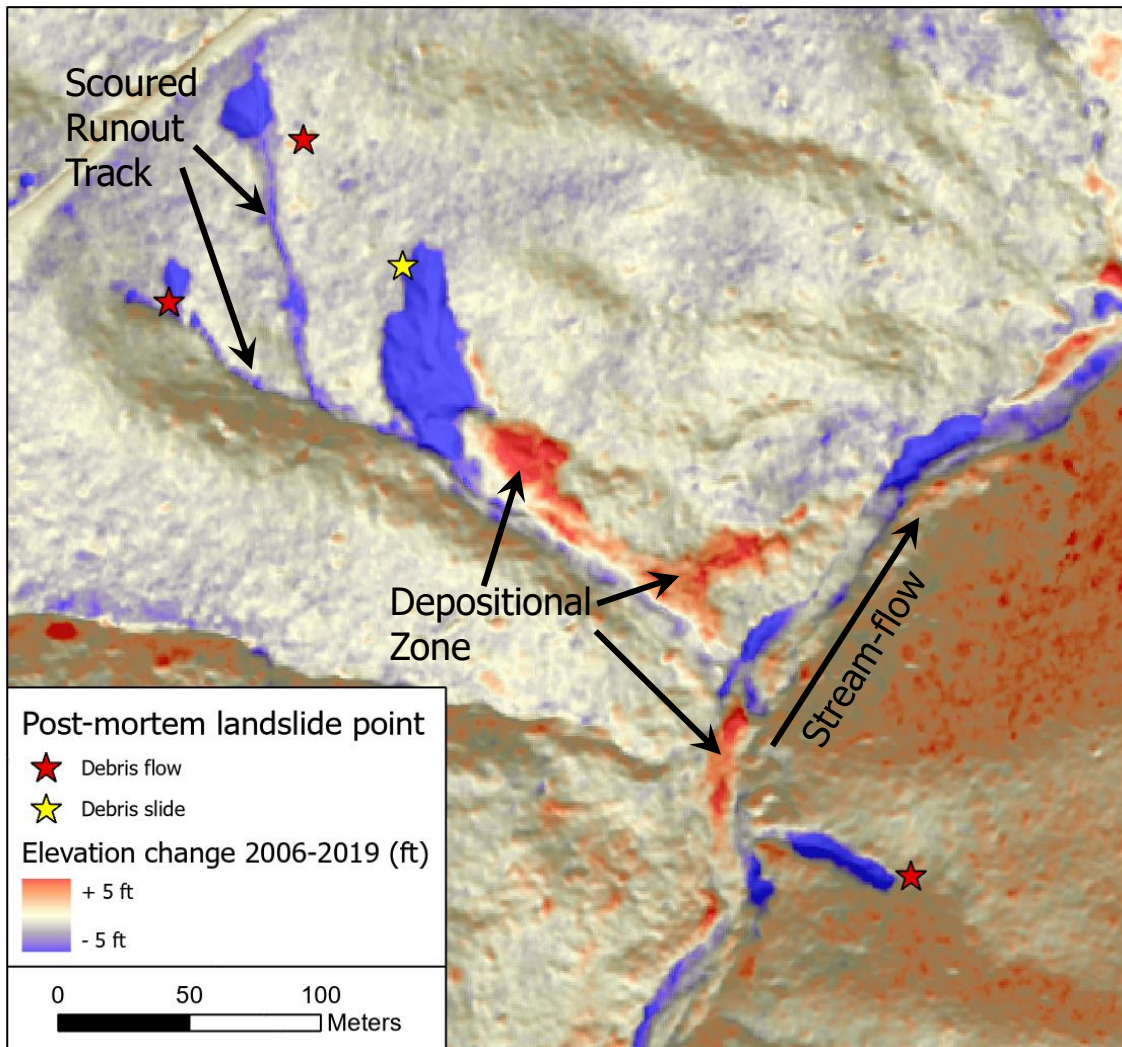 Scoured
Runout
Track
Depositional
Zone
Stream-flow
Post-mortem landslide point
Debris flow
Debris slide
Elevation change 2006-2019 (ft)
+ 5 ft
- 5 ft
0 50 100
Meters